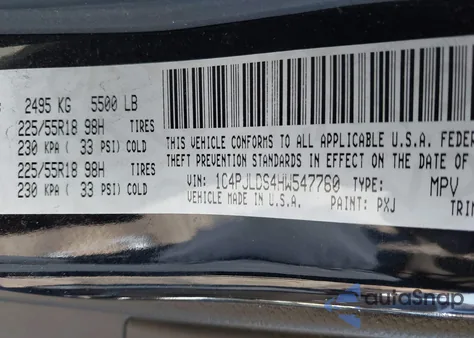 2495 KG 5500 LB
225/55R18 98H TIRES
230 KPA ( 33 PSI) COLD
225/55R18 98H TIRES
230 KPA ( 33 PSI) COLD
THIS VEHICLE CONFORMS TO ALL APPLICABLE U.S.A. FEDER
THEFT PREVENTION STANDARDS IN EFFECT ON THE DATE OF
VIN: 1C4PJLDS4HW547760 TYPE: MPV
VEHICLE MADE IN U.S.A. PAINT: PXJ TRIM
autoSnap